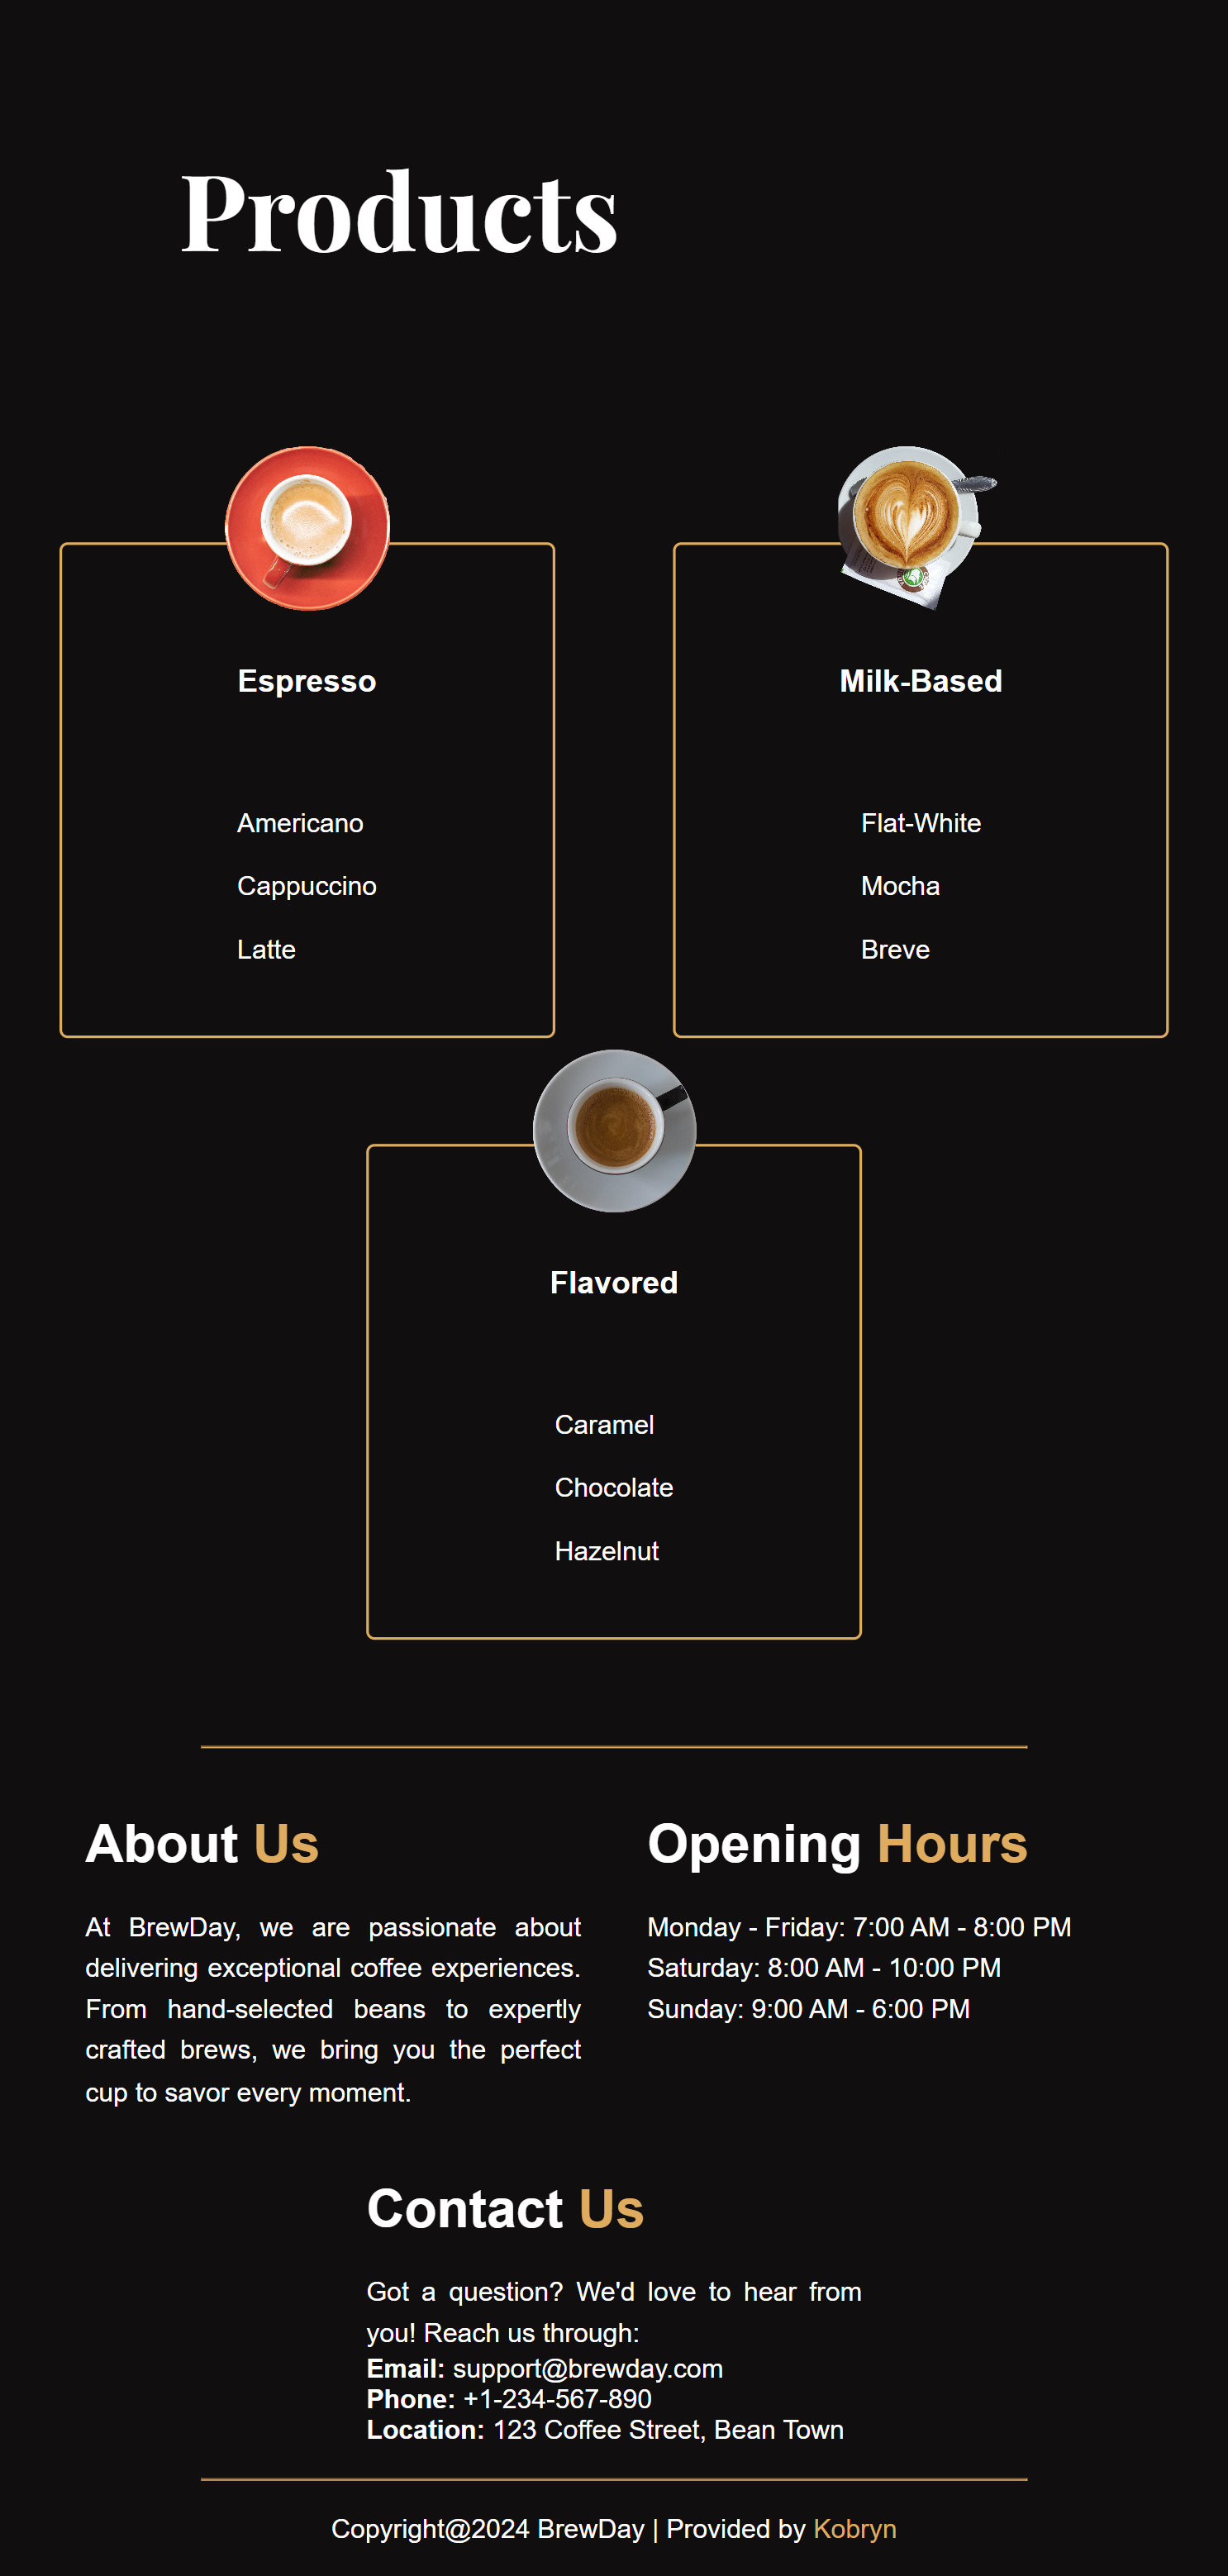 Products
Espresso
Americano
Cappuccino
Latte
Milk-Based
Flat-White
Mocha
Breve
Flavored
Caramel
Chocolate
Hazelnut
About Us
At BrewDay, we are passionate about
delivering exceptional coffee experiences.
From hand-selected beans to expertly
crafted brews, we bring you the perfect
cup to savor every moment.
Opening Hours
Monday - Friday: 7:00 AM - 8:00 PM
Saturday: 8:00 AM - 10:00 PM
Sunday: 9:00 AM - 6:00 PM
Contact Us
Got a question? We'd love to hear from
you! Reach us through:
Email: support@brewday.com
Phone: +1-234-567-890
Location: 123 Coffee Street, Bean Town
Copyright@2024 BrewDay | Provided by Kobryn